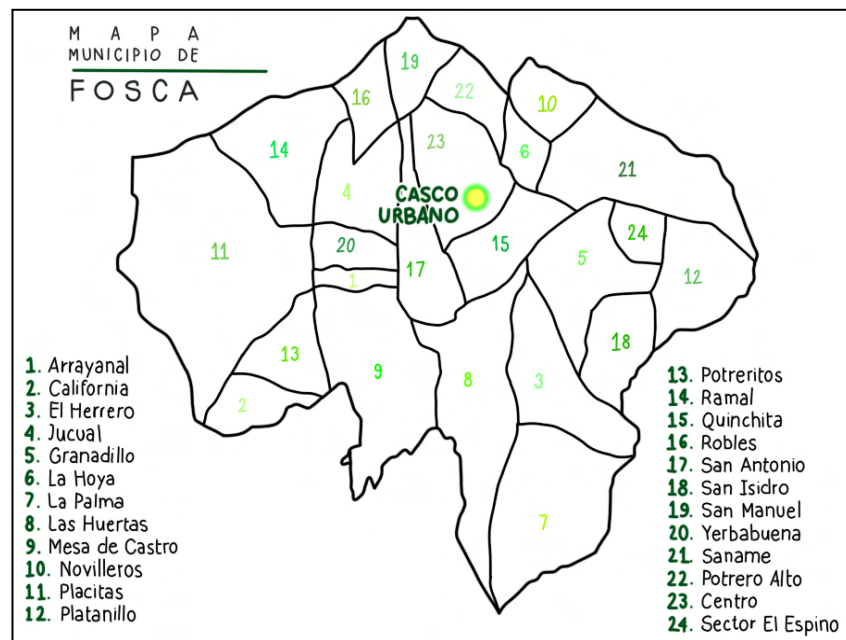 MAPA
MUNICIPIO DE
FOSCA
19
16
22
10
14
23
6
21
4
CASCO
URBANO
24
20
15
17
5
11
12
1
13
18
9
8
3
2
7
1. Arrayanal
2. California
3. El Herrero
4. Jucual
5. Granadillo
6. La Hoya
7. La Palma
8. Las Huertas
9. Mesa de Castro
10. Novilleros
11. Placitas
12. Platanillo
13. Potreritos
14. Ramal
15. Quinchita
16. Robles
17. San Antonio
18. San Isidro
19. San Manuel
20. Yerbabuena
21. Saname
22. Potrero Alto
23. Centro
24. Sector El Espino